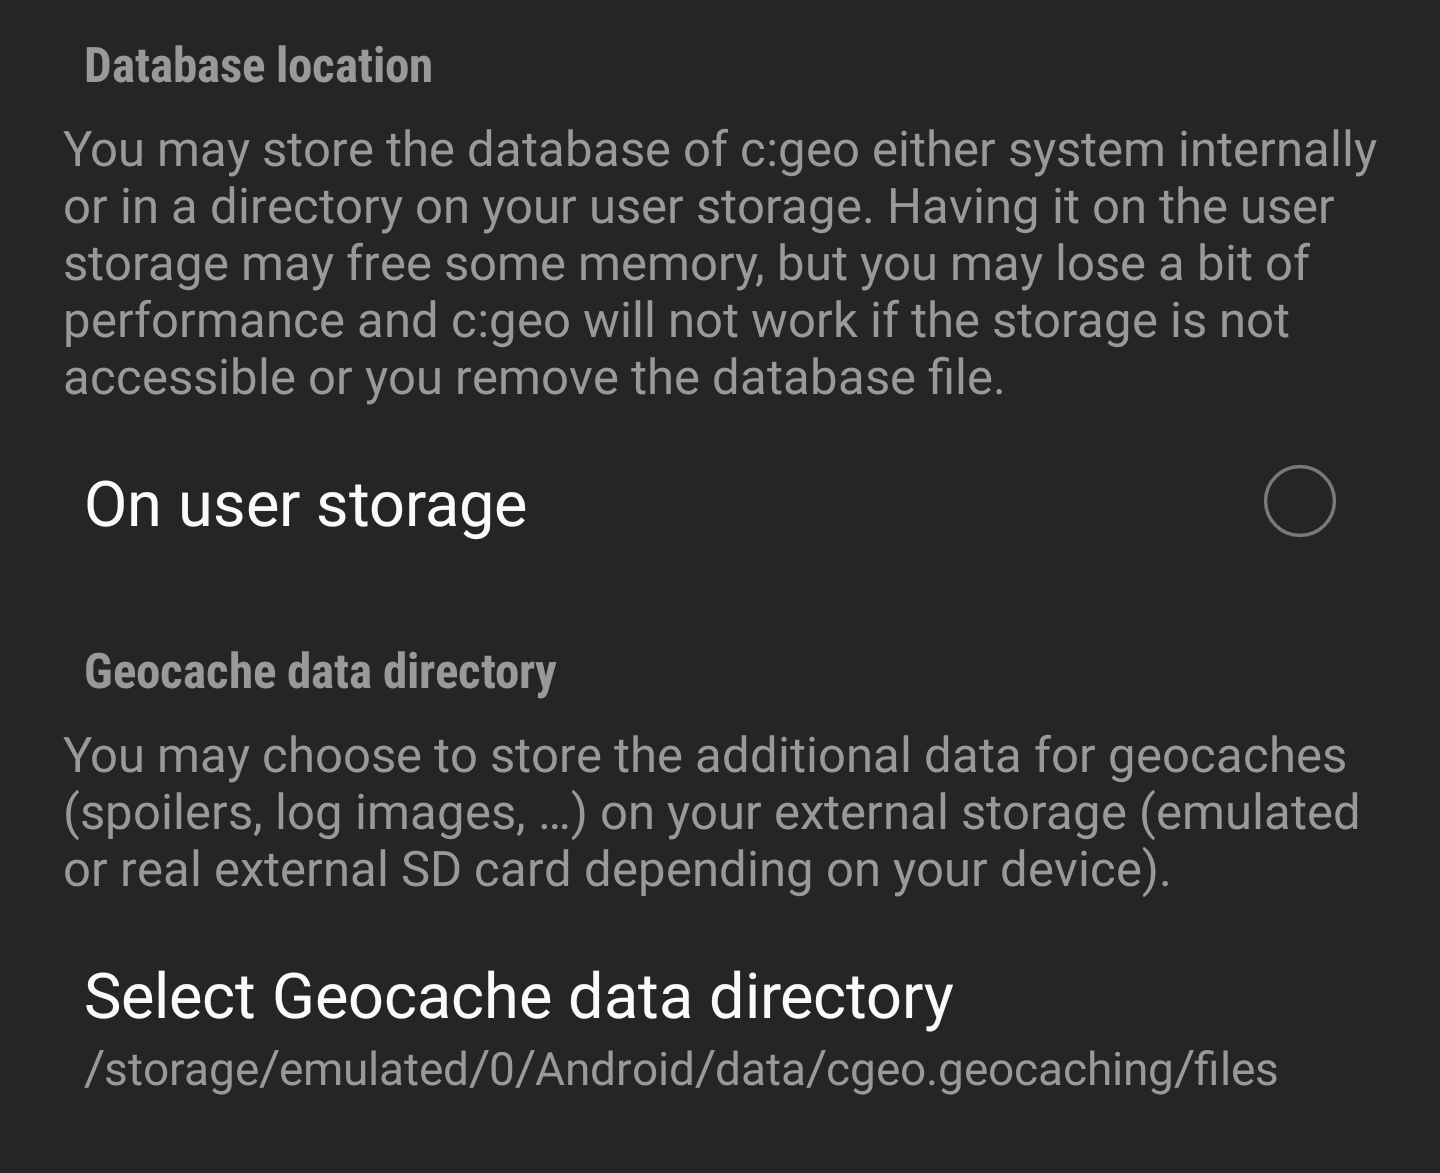 Database location
You may store the database of c:geo either system internally
or in a directory on your user storage. Having it on the user
storage may free some memory, but you may lose a bit of
performance and c:geo will not work if the storage is not
accessible or you remove the database file.
On user storage
Geocache data directory
You may choose to store the additional data for geocaches
(spoilers, log images, …) on your external storage (emulated
or real external SD card depending on your device).
Select Geocache data directory
/storage/emulated/0/Android/data/cgeo.geocaching/files